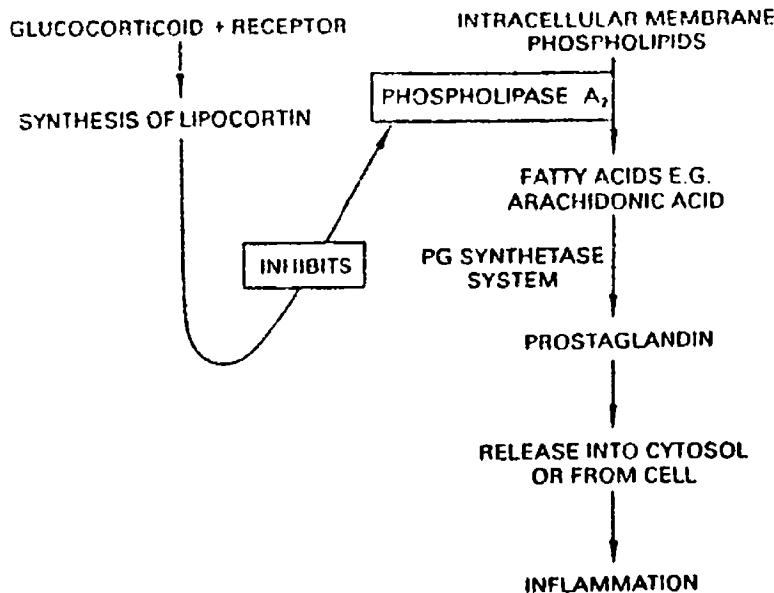 GLUCOCORTICOID + RECEPTOR
SYNTHESIS OF LIPOCORTIN
INHIBITS
INTRACELLULAR MEMBRANE
PHOSPHOLIPIDS
PHOSPHOLIPASE A₂
FATTY ACIDS E.G.
ARACHIDONIC ACID
PG SYNTHETASE
SYSTEM
PROSTAGLANDIN
RELEASE INTO CYTOSOL
OR FROM CELL
INFLAMMATION